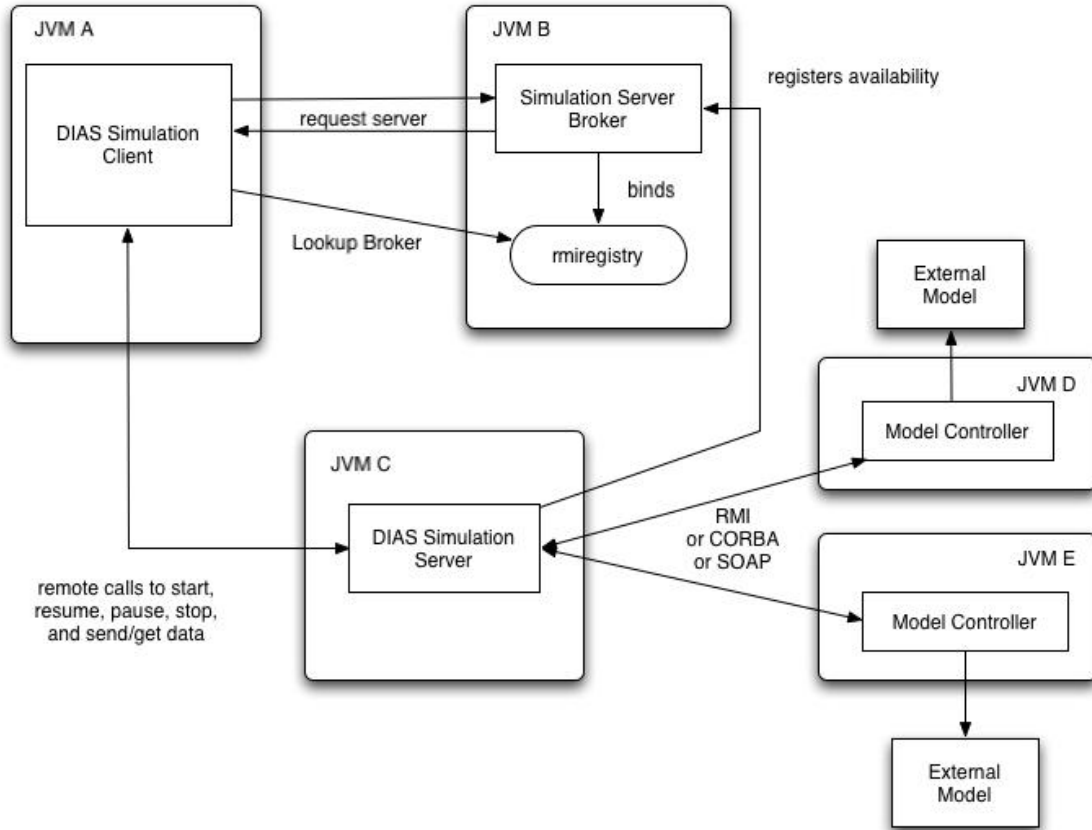 JVM A
DIAS Simulation
Client
request server
Lookup Broker
JVM B
Simulation Server
Broker
binds
rmiregistry
registers availability
External
Model
JVM D
Model Controller
JVM C
DIAS Simulation
Server
RMI
or CORBA
or SOAP
remote calls to start,
resume, pause, stop,
and send/get data
JVM E
Model Controller
External
Model